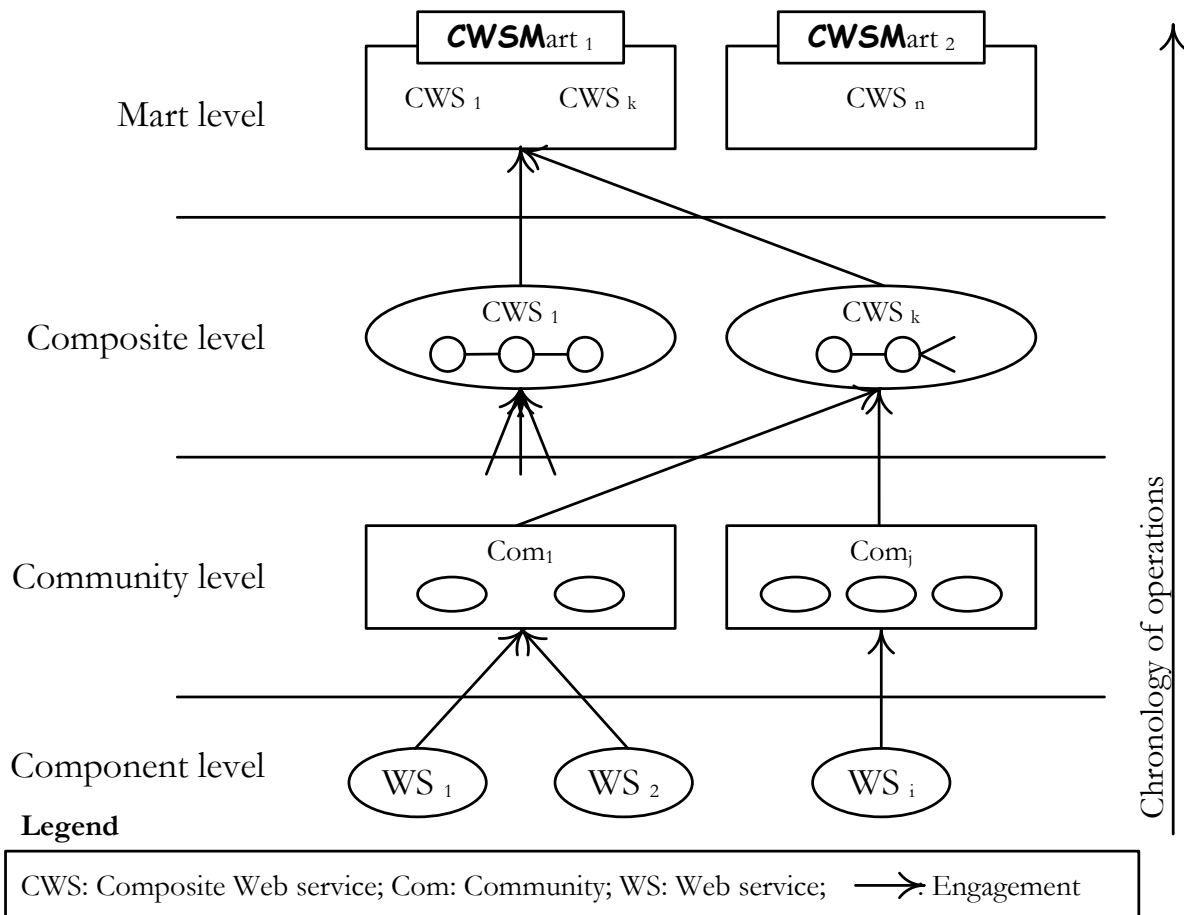 CWSMart 1 CWSMart 2
Mart level CWS 1 CWS k CWS n
Composite level CWS 1 CWS k
Community level Com1 Comj
Component level WS 1 WS 2 WS i
Chronology of operations
Legend
CWS: Composite Web service; Com: Community; WS: Web service; : Engagement